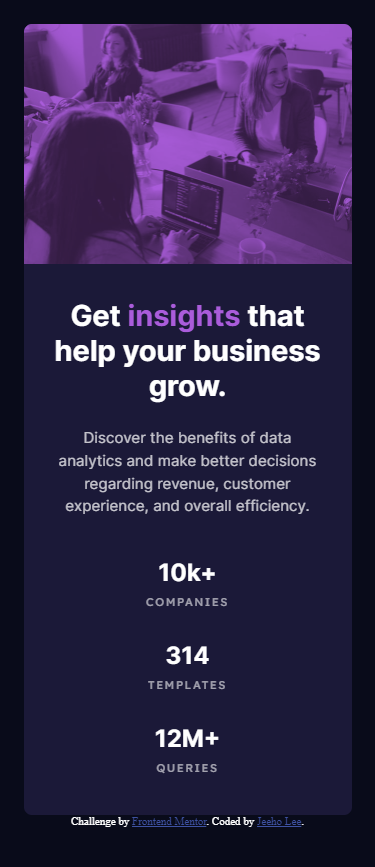 Get insights that
help your business
grow.
Discover the benefits of data
analytics and make better decisions
regarding revenue, customer
experience, and overall efficiency.
10k+
COMPANIES
314
TEMPLATES
12M+
QUERIES
Challenge by Frontend Mentor. Coded by Jeeho Lee.